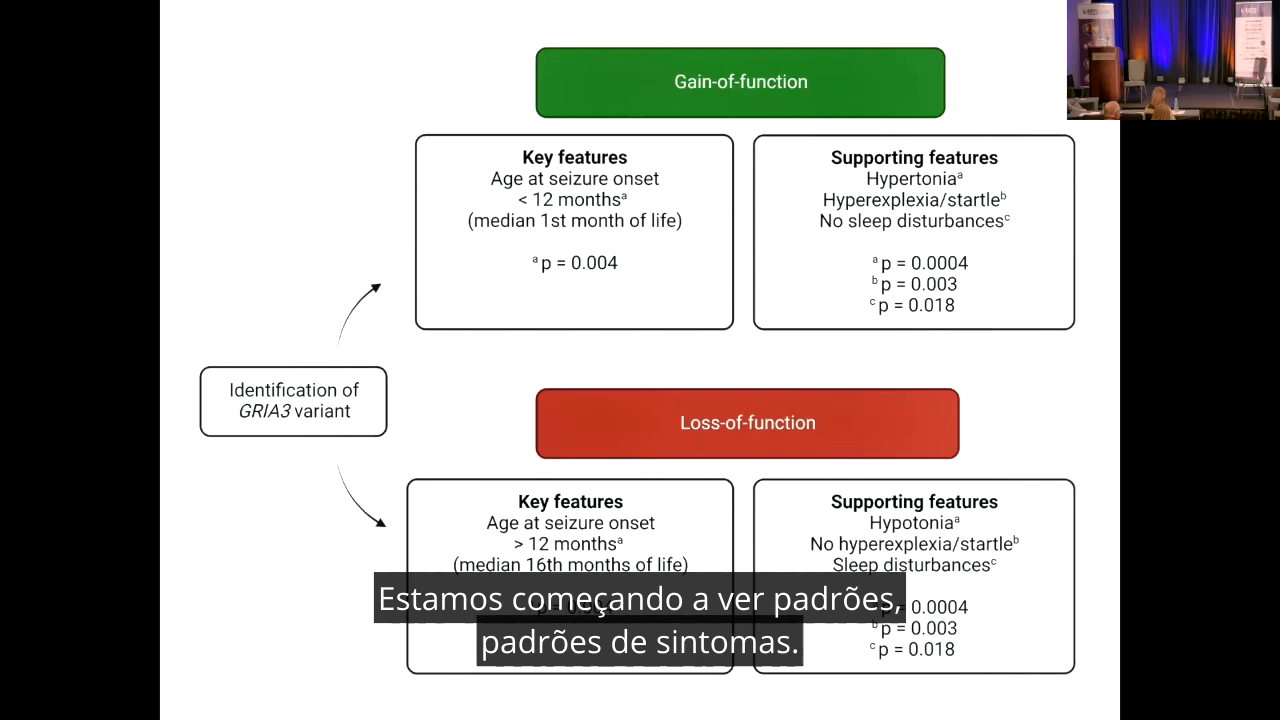 Gain-of-function
Key features
Age at seizure onset
< 12 monthsᵃ
(median 1st month of life)
ᵃ p = 0.004
Supporting features
Hypertoniaᵃ
Hyperexplexia/startleᵇ
No sleep disturbancesᶜ
ᵃ p = 0.0004
ᵇ p = 0.003
ᶜ p = 0.018
Identification of
GRIA3 variant
Loss-of-function
Key features
Age at seizure onset
> 12 monthsᵃ
(median 16th months of life)
Supporting features
Hypotoniaᵃ
No hyperexplexia/startleᵇ
Sleep disturbancesᶜ
0.0004
ᵇ p = 0.003
ᶜ p = 0.018
Estamos começando a ver padrões,
padrões de sintomas.